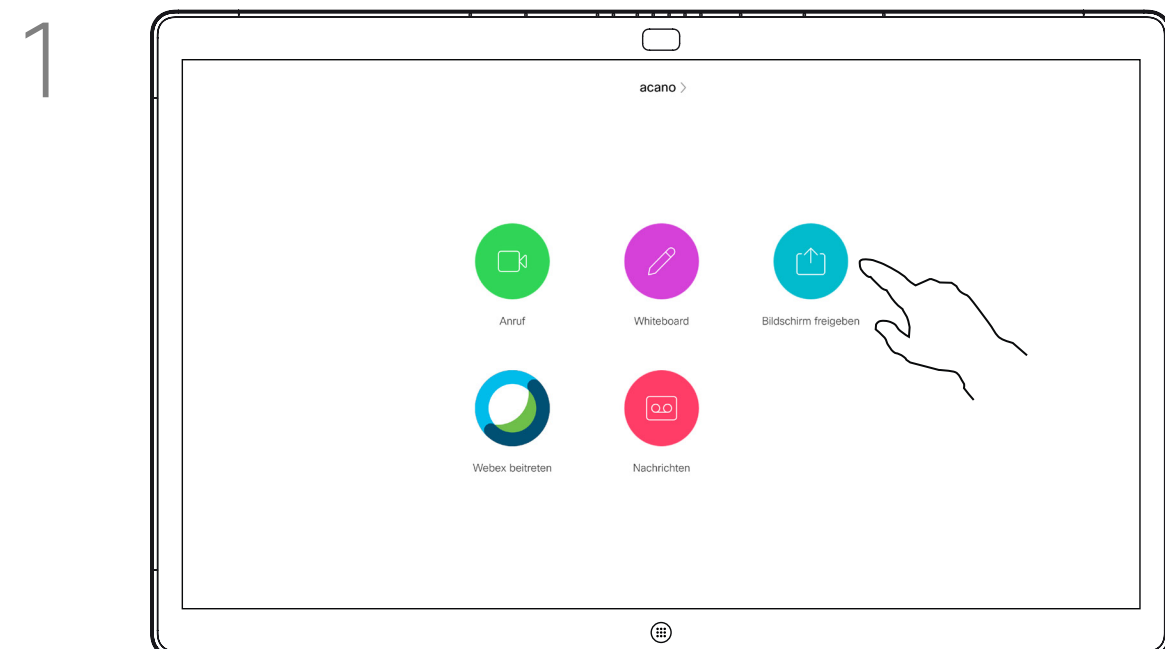 1
acano
Anruf
Whiteboard
Bildschirm freigeben
Webex beitreten
Nachrichten